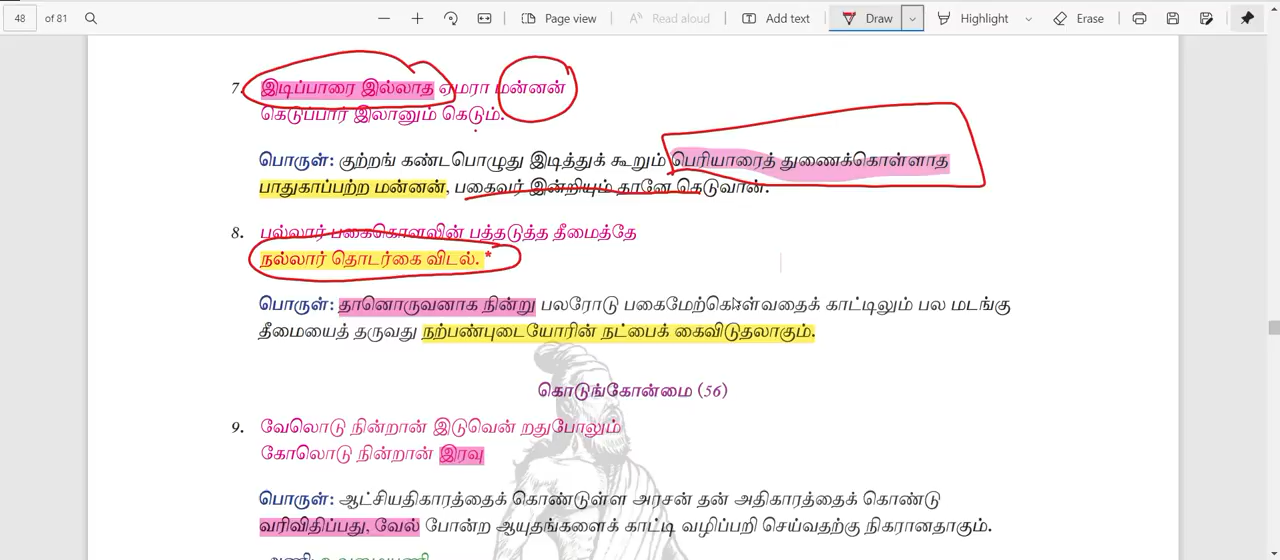 48 of 81 Page view Read aloud Add text Draw Highlight Erase
7. இடிப்பாரை இல்லாத ஏமரா மன்னன்
கெடுப்பார் இலானும் கெடும்.
பொருள்: குற்றங் கண்டபொழுது இடித்துக் கூறும் பெரியாரைத் துணைக்கொள்ளாத
பாதுகாப்பற்ற மன்னன், பகைவர் இன்றியும் தானே கெடுவான்.
8. பல்லார் பகைகொளலின் பத்தடுத்த தீமைத்தே
நல்லார் தொடர்கை விடல். *
பொருள்: தானொருவனாக நின்று பலரோடு பகைமேற்கொள்வதைக் காட்டிலும் பல மடங்கு
தீமையைத் தருவது நற்பண்புடையோரின் நட்பைக் கைவிடுதலாகும்.
கொடுங்கோன்மை (56)
9. வேலொடு நின்றான் இடுவென் றதுபோலும்
கோலொடு நின்றான் இரவு
பொருள்: ஆட்சியதிகாரத்தைக் கொண்டுள்ள அரசன் தன் அதிகாரத்தைக் கொண்டு
வரிவிதிப்பது, வேல் போன்ற ஆயுதங்களைக் காட்டி வழிப்பறி செய்வதற்கு நிகரானதாகும்.